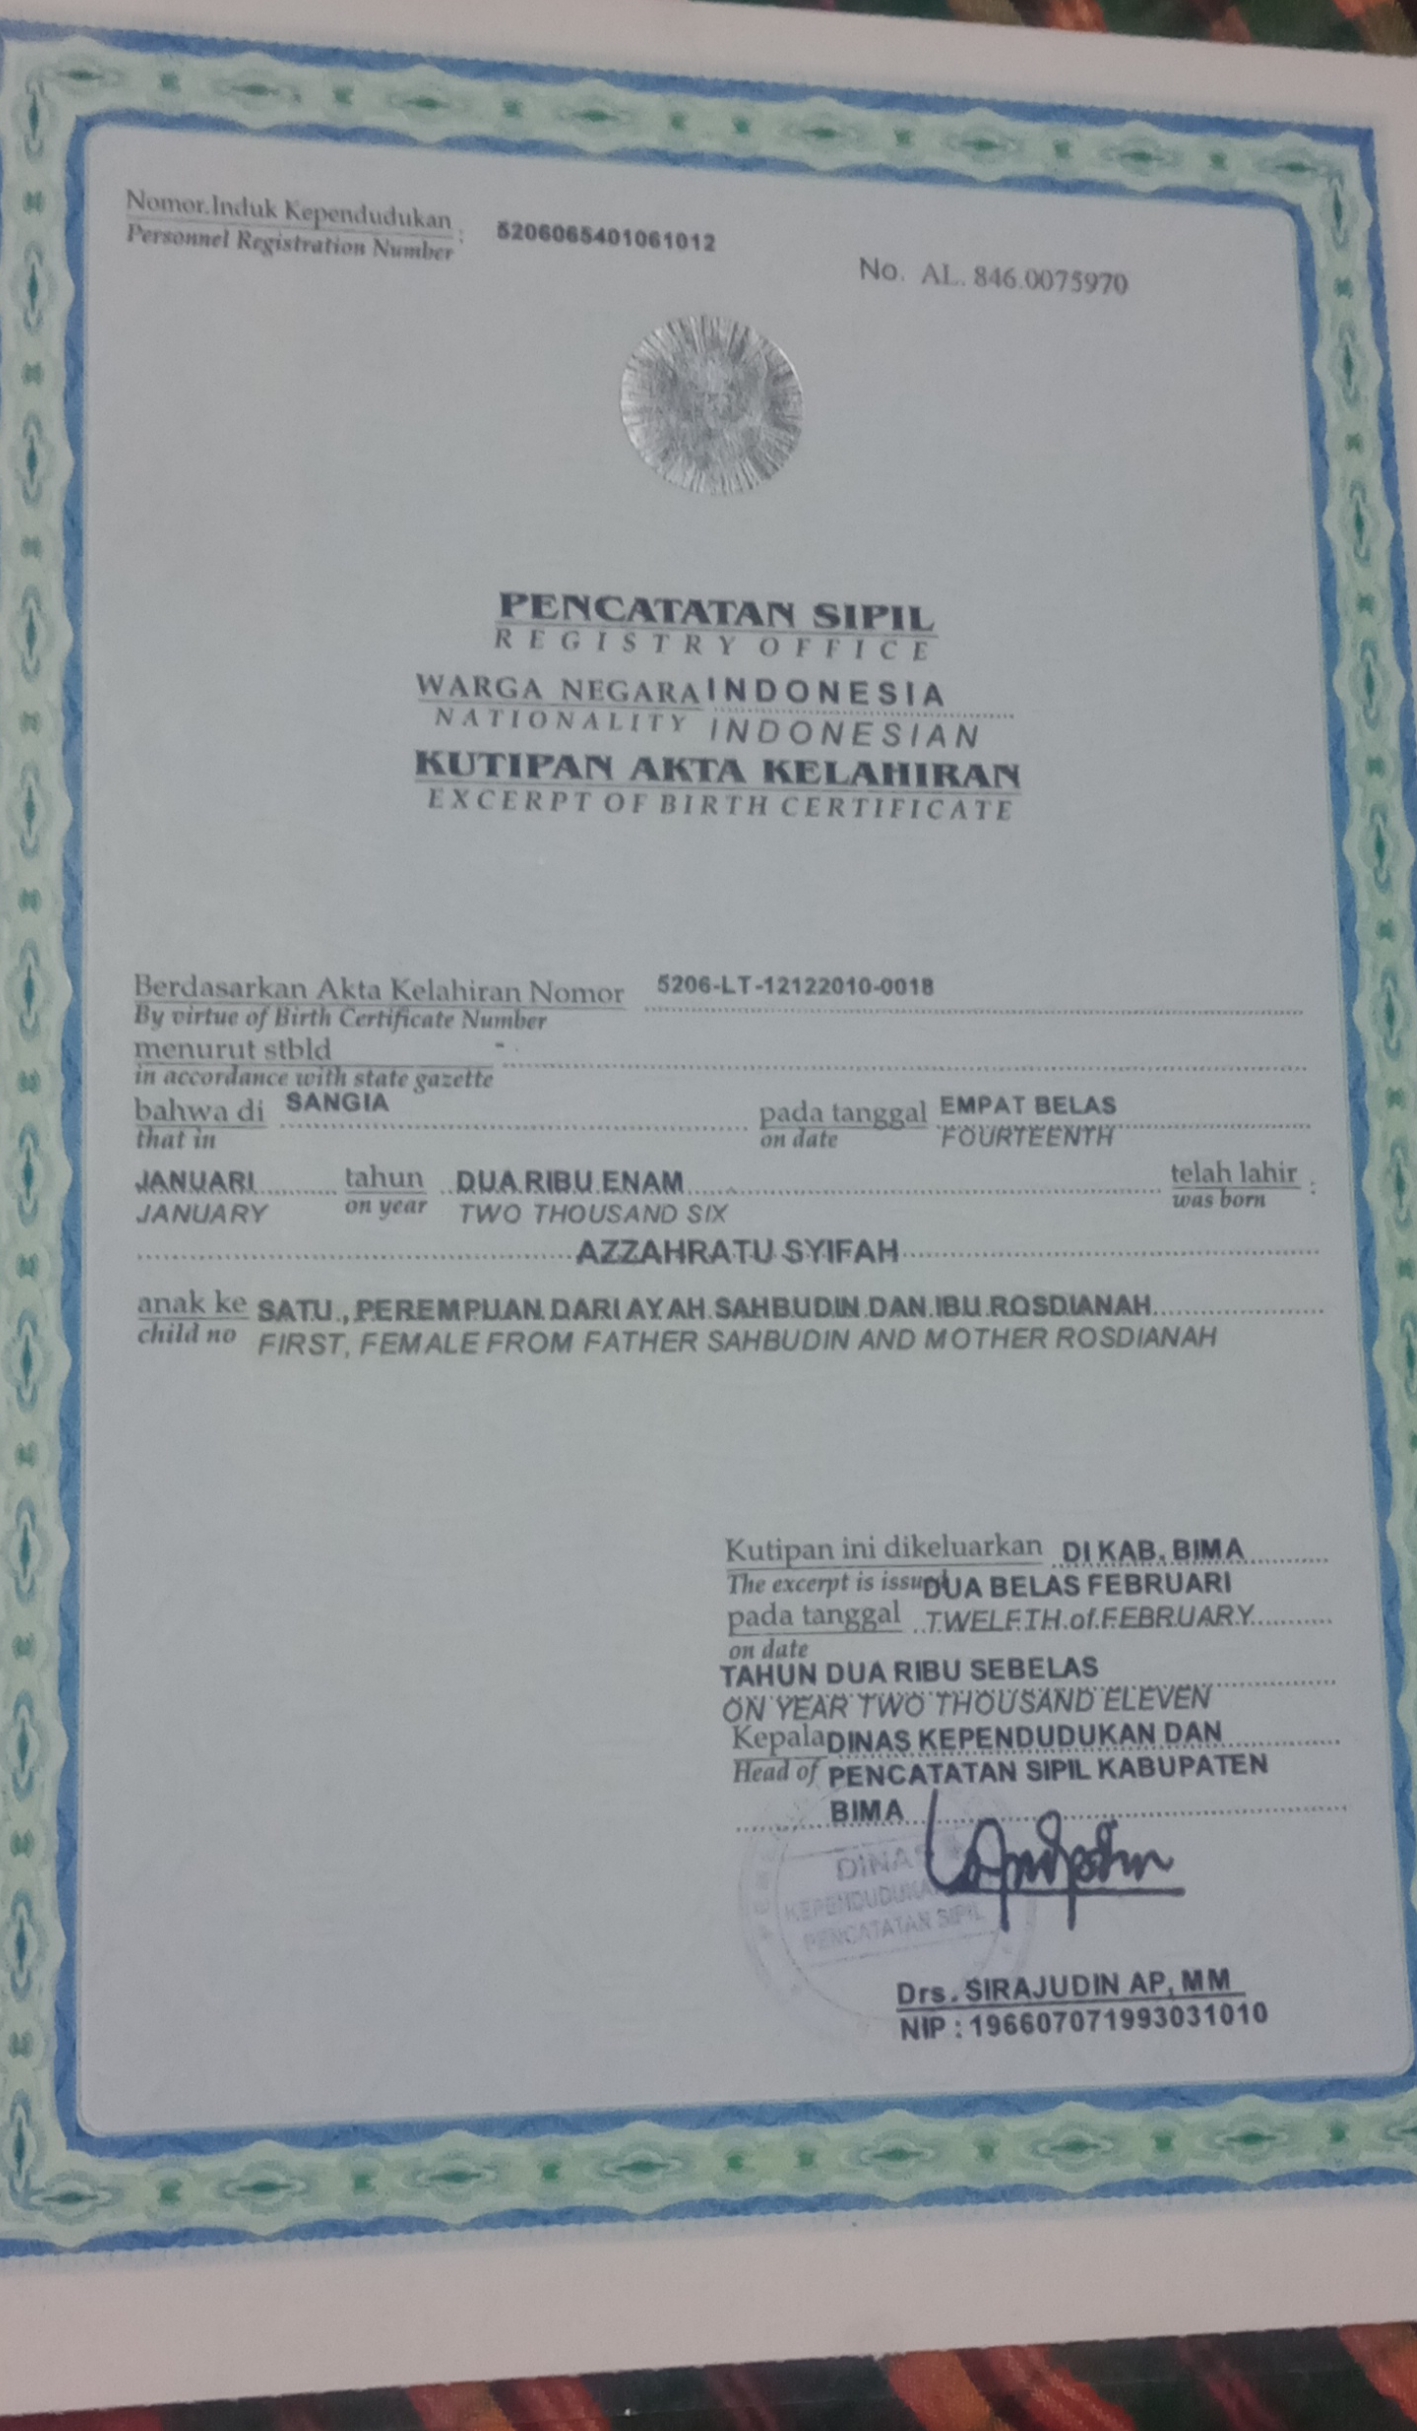 Nomor.Induk Kependudukan : 5206065401061012
Personnel Registration Number
No. AL. 846.0075970
PENCATATAN SIPIL
REGISTRY OFFICE
WARGA NEGARA INDONESIA
NATIONALITY INDONESIAN
KUTIPAN AKTA KELAHIRAN
EXCERPT OF BIRTH CERTIFICATE
Berdasarkan Akta Kelahiran Nomor 5206-LT-12122010-0018
By virtue of Birth Certificate Number
menurut stbld -
in accordance with state gazette
bahwa di SANGIA pada tanggal EMPAT BELAS
that in on date FOURTEENTH
JANUARI tahun DUA RIBU ENAM telah lahir :
JANUARY on year TWO THOUSAND SIX was born
AZZAHRATU SYIFAH
anak ke SATU , PEREMPUAN DARI AYAH SAHBUDIN DAN IBU ROSDIANAH
child no FIRST, FEMALE FROM FATHER SAHBUDIN AND MOTHER ROSDIANAH
Kutipan ini dikeluarkan DI KAB. BIMA
The excerpt is issued DUA BELAS FEBRUARI
pada tanggal TWELFTH of FEBRUARY
on date
TAHUN DUA RIBU SEBELAS
ON YEAR TWO THOUSAND ELEVEN
Kepala DINAS KEPENDUDUKAN DAN
Head of PENCATATAN SIPIL KABUPATEN
BIMA
DINAS
KEPENDUDUKAN
PENCATATAN SIPIL
Drs. SIRAJUDIN AP, MM
NIP : 196607071993031010